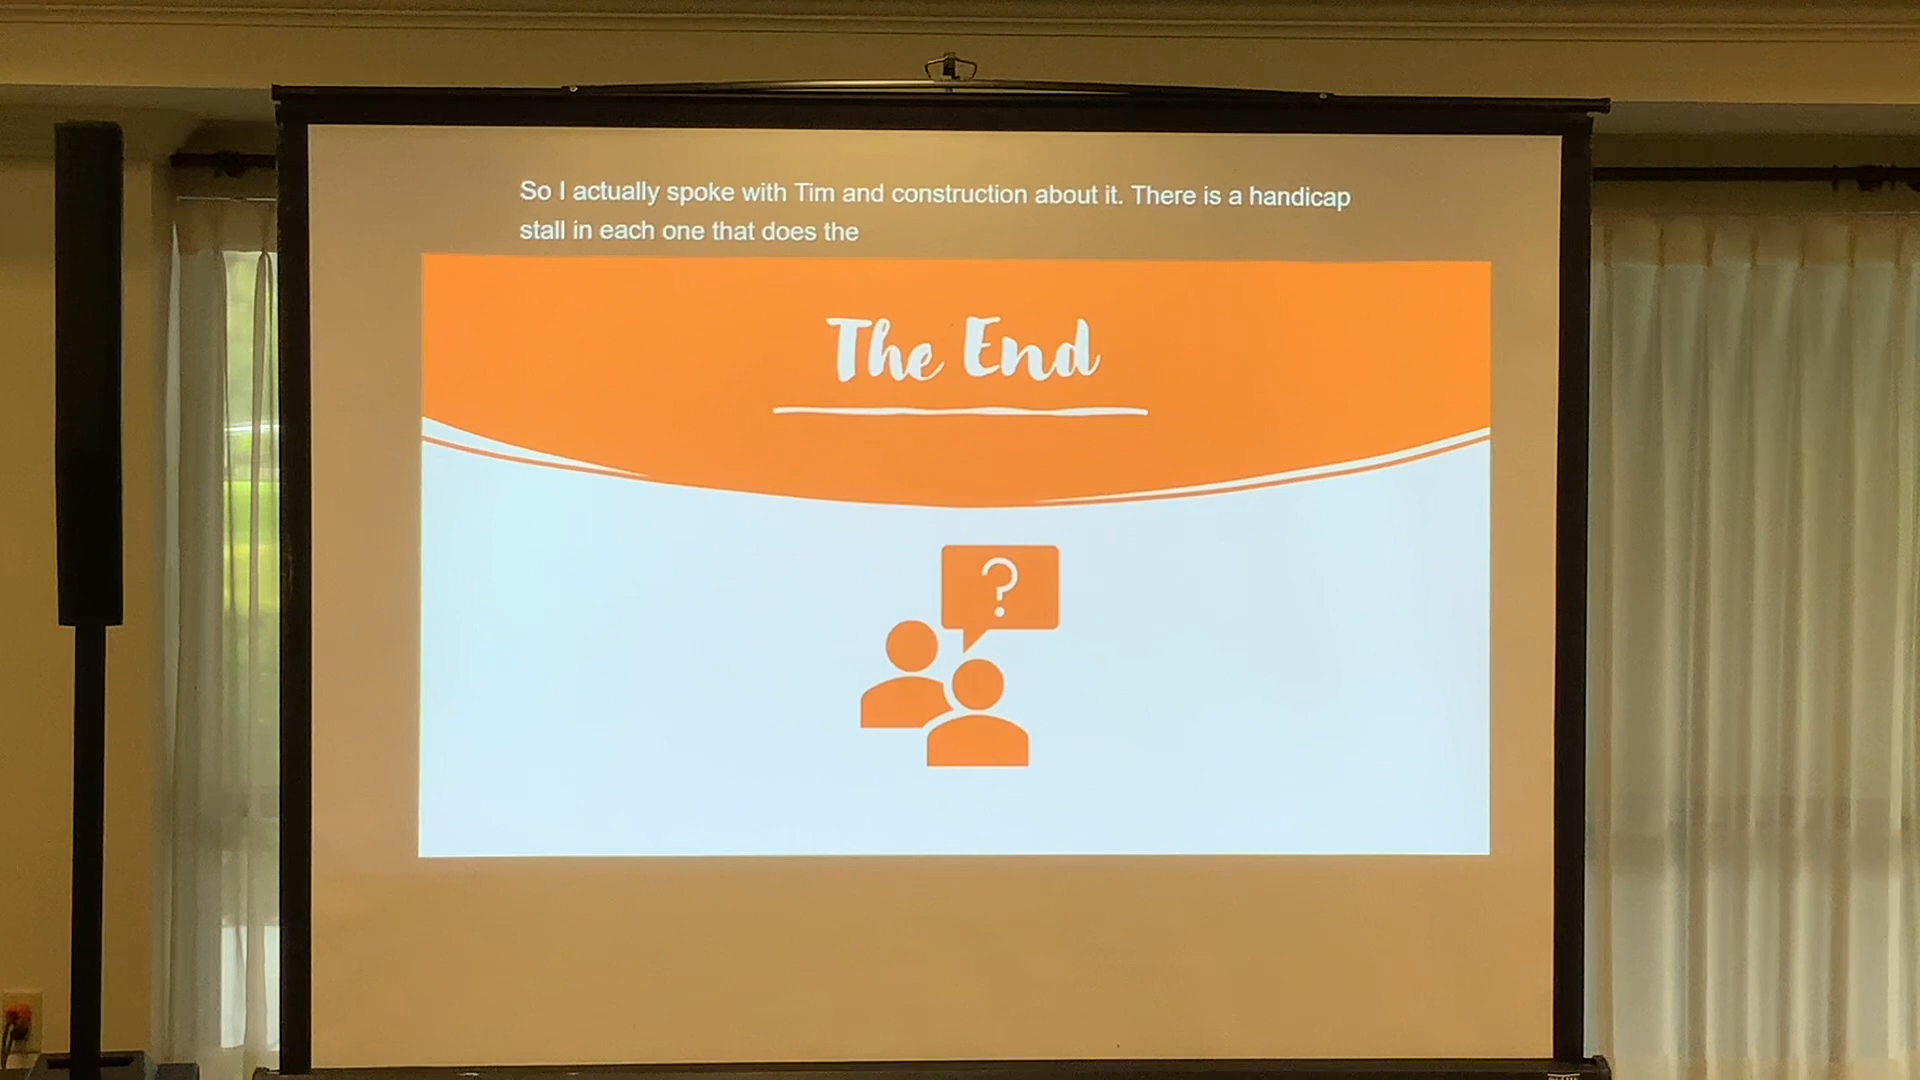 So I actually spoke with Tim and construction about it. There is a handicap
stall in each one that does the
The End
?